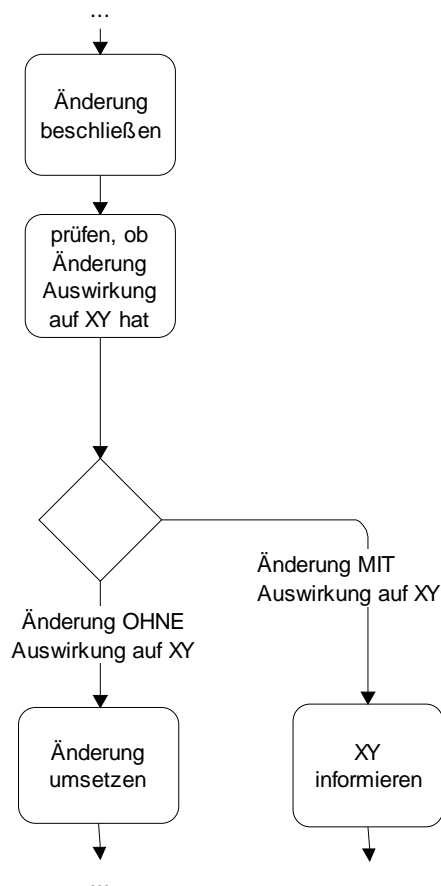 ...
Änderung
beschließen
prüfen, ob
Änderung
Auswirkung
auf XY hat
Änderung MIT
Auswirkung auf XY
Änderung OHNE
Auswirkung auf XY
Änderung
umsetzen
XY
informieren
...